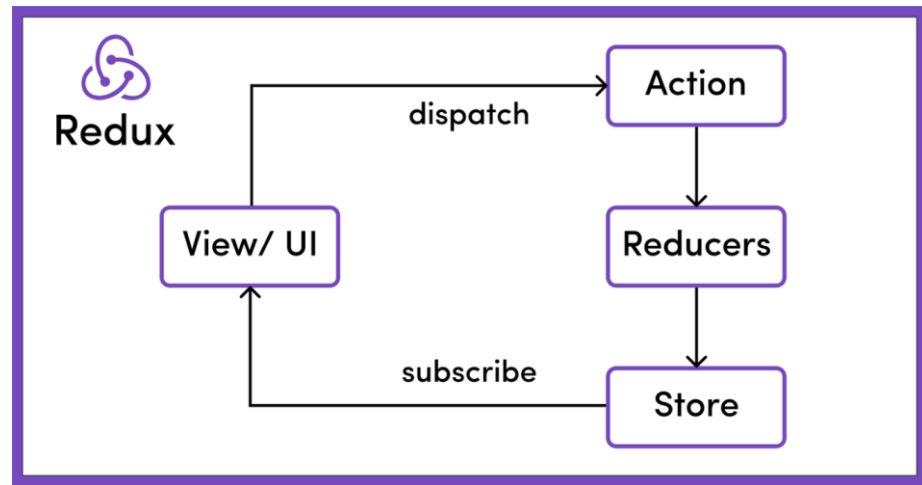 Redux
Action
dispatch
View/ UI
Reducers
subscribe
Store